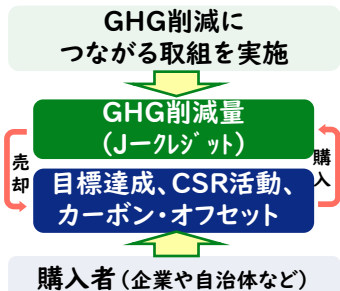 GHG削減に
つながる取組を実施
GHG削減量
(Jークレジット)
売却
購入
目標達成、CSR活動、
カーボン・オフセット
購入者(企業や自治体など)